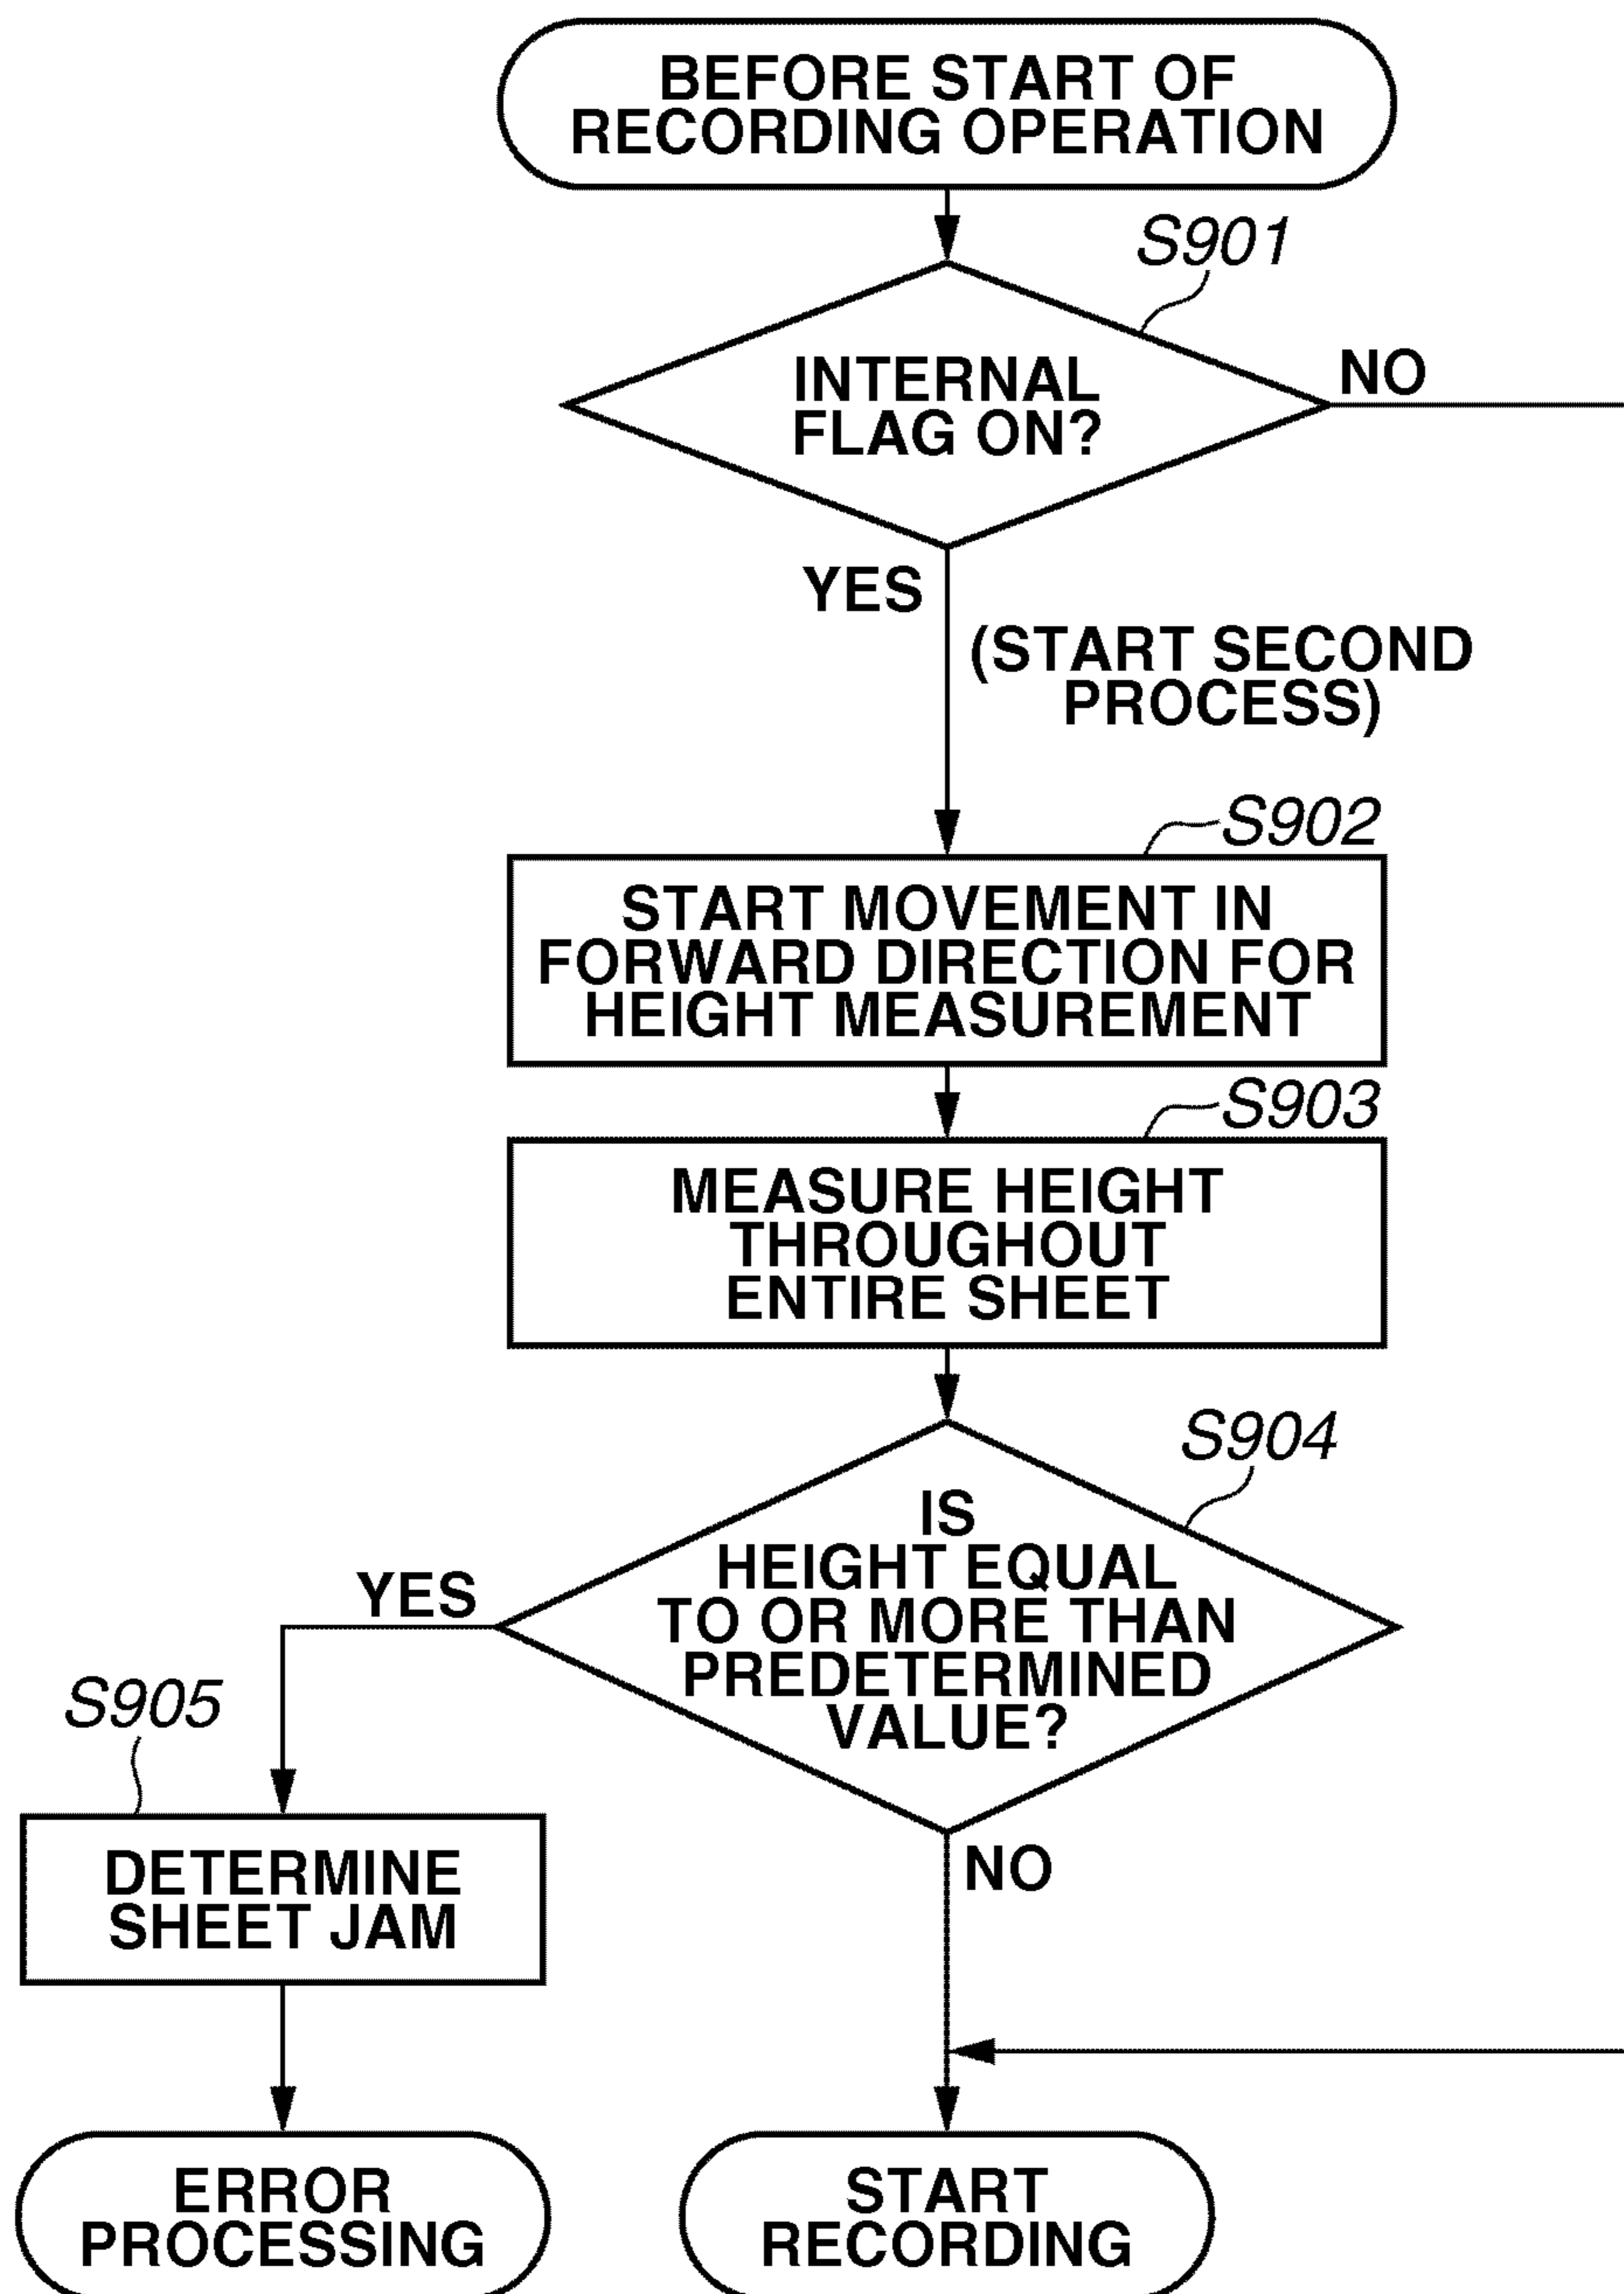 BEFORE START OF
RECORDING OPERATION
S901
INTERNAL
FLAG ON?
NO
YES
(START SECOND
PROCESS)
S902
START MOVEMENT IN
FORWARD DIRECTION FOR
HEIGHT MEASUREMENT
S903
MEASURE HEIGHT
THROUGHOUT
ENTIRE SHEET
S904
IS
HEIGHT EQUAL
TO OR MORE THAN
PREDETERMINED
VALUE?
YES
S905
DETERMINE
SHEET JAM
NO
ERROR
PROCESSING
START
RECORDING